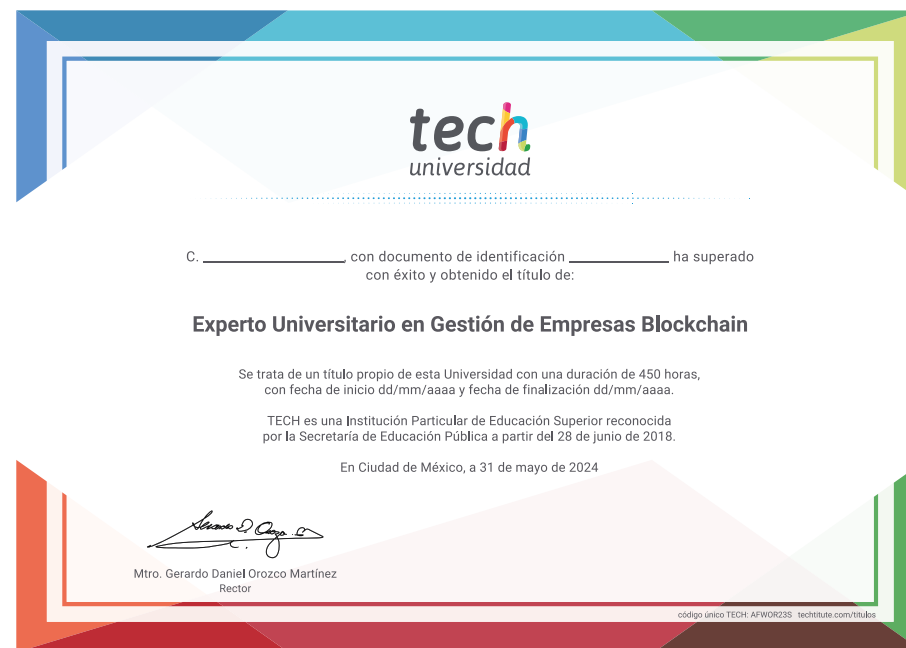 tech
universidad
C. ____________, con documento de identificación ____________ ha superado
con éxito y obtenido el título de:
Experto Universitario en Gestión de Empresas Blockchain
Se trata de un título propio de esta Universidad con una duración de 450 horas,
con fecha de inicio dd/mm/aaaa y fecha de finalización dd/mm/aaaa.
TECH es una Institución Particular de Educación Superior reconocida
por la Secretaría de Educación Pública a partir del 28 de junio de 2018.
En Ciudad de México, a 31 de mayo de 2024
Mtro. Gerardo Daniel Orozco Martínez
Rector
código único TECH: AFWOR23S techtitute.com/titulos